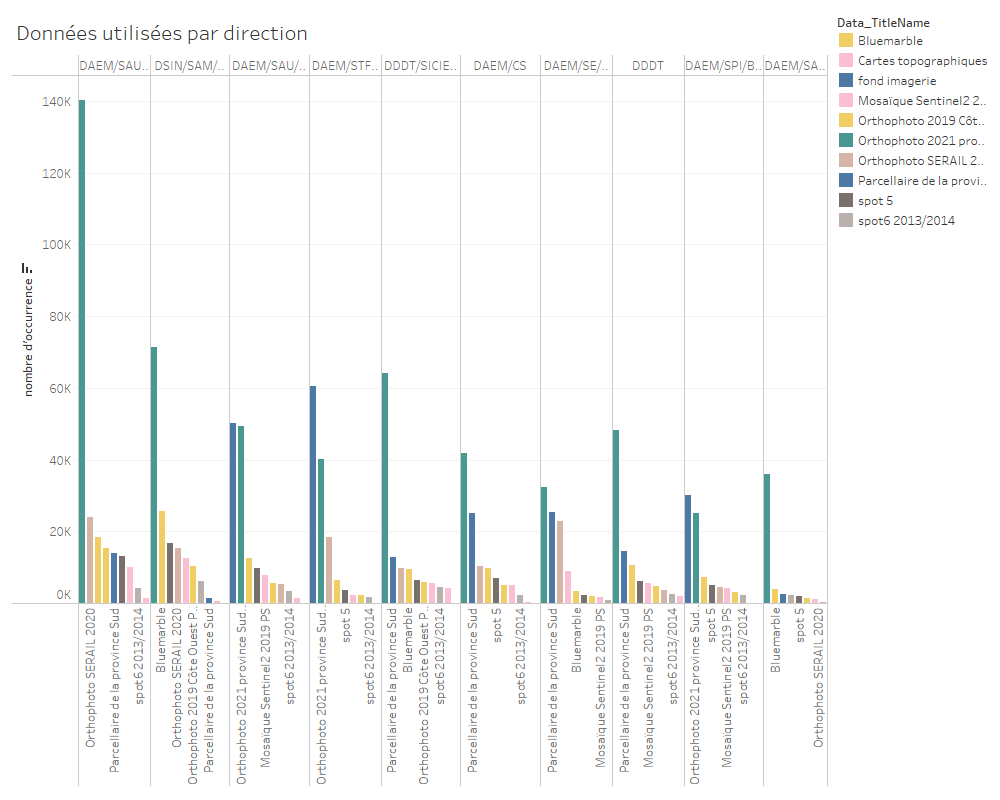 Données utilisées par direction
DAEM/SAU.. DSIN/SAM/.. DAEM/SAU/.. DAEM/STF.. DDDT/SICIE.. DAEM/CS DAEM/SE/.. DDDT DAEM/SPI/B.. DAEM/SA..
140K
120K
100K
80K
60K
40K
20K
0K
nombre d'occurrence
Orthophoto SERAIL 2020
Parcellaire de la province Sud
spot6 2013/2014
Bluemarble
Orthophoto SERAIL 2020
Orthophoto 2019 Côte Ouest P..
Parcellaire de la province Sud
Orthophoto 2021 province Sud..
Mosaïque Sentinel2 2019 PS
spot6 2013/2014
Orthophoto 2021 province Sud..
spot 5
spot6 2013/2014
Parcellaire de la province Sud
Bluemarble
Orthophoto 2019 Côte Ouest P..
spot6 2013/2014
Parcellaire de la province Sud
spot 5
spot6 2013/2014
Parcellaire de la province Sud
Bluemarble
Mosaïque Sentinel2 2019 PS
Parcellaire de la province Sud
Mosaïque Sentinel2 2019 PS
spot6 2013/2014
Orthophoto 2021 province Sud..
spot 5
Mosaïque Sentinel2 2019 PS
spot6 2013/2014
Bluemarble
spot 5
Orthophoto SERAIL 2020
Data_TitleName
Bluemarble
Cartes topographiques
fond imagerie
Mosaïque Sentinel2 2..
Orthophoto 2019 Côt..
Orthophoto 2021 pro..
Orthophoto SERAIL 2..
Parcellaire de la provi..
spot 5
spot6 2013/2014